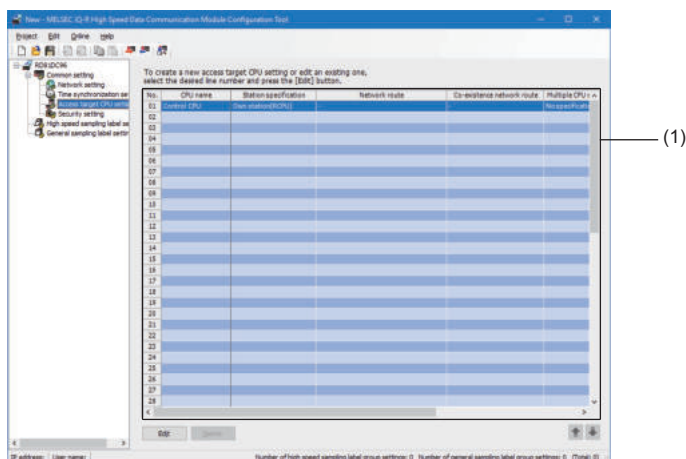 New - MELSEC iQ-R High Speed Data Communication Module Configuration Tool
Project Edit Online Help
RD81DC96
Common setting
Network setting
Time synchronization se
Access target CPU settin
Security setting
High speed sampling label se
General sampling label settin
To create a new access target CPU setting or edit an existing one,
select the desired line number and press the [Edit] button.
No. CPU name Station specification Network route Co-existence network route Multiple CPU s
01 Control CPU Own station(RCPU) - - No specificati
02
03
04
05
06
07
08
09
10
11
12
13
14
15
16
17
18
19
20
21
22
23
24
25
26
27
28
(1)
Edit Delete
IP address: User name: Number of high speed sampling label group settings: 0 Number of general sampling label group settings: 0 (Total: 0)